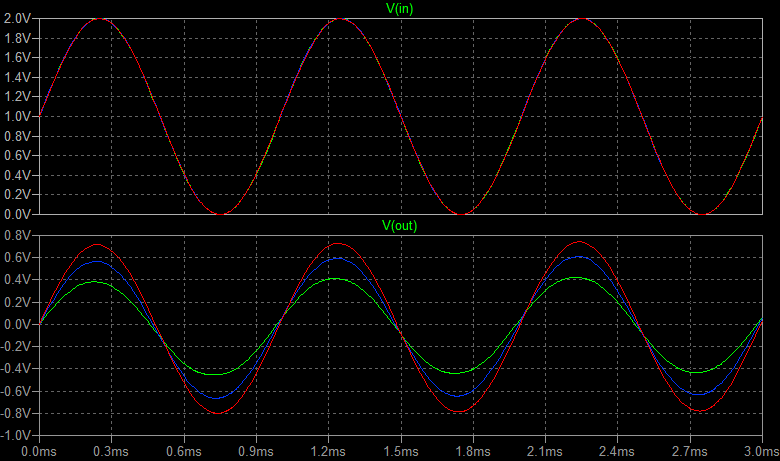 V(in)
2.0V
1.8V
1.6V
1.4V
1.2V
1.0V
0.8V
0.6V
0.4V
0.2V
0.0V
V(out)
0.8V
0.6V
0.4V
0.2V
0.0V
-0.2V
-0.4V
-0.6V
-0.8V
-1.0V
0.0ms 0.3ms 0.6ms 0.9ms 1.2ms 1.5ms 1.8ms 2.1ms 2.4ms 2.7ms 3.0ms